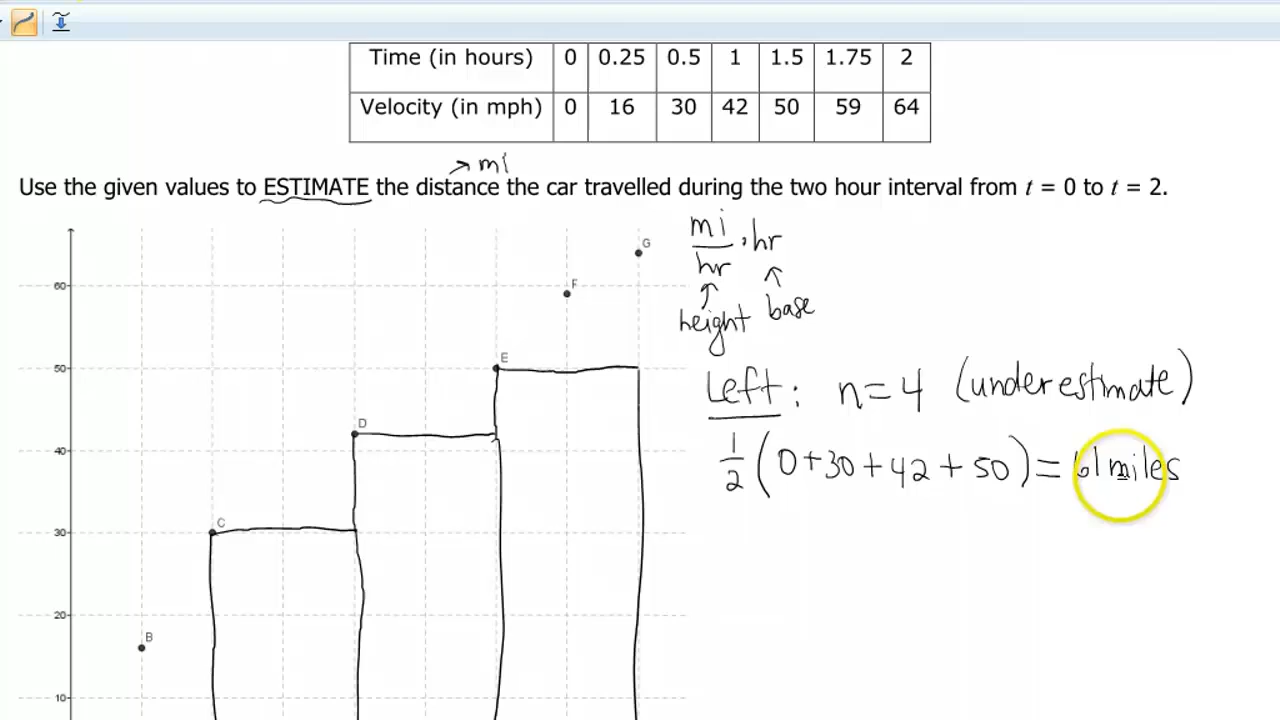 Time (in hours) 0 0.25 0.5 1 1.5 1.75 2
Velocity (in mph) 0 16 30 42 50 59 64
→ mi
Use the given values to ESTIMATE the distance the car travelled during the two hour interval from t = 0 to t = 2.
mi/hr · hr
height base
G
F
60
E
50
D
40
C
30
20
B
10
Left: n=4 (underestimate)
1/2 (0+30+42+50) = 61 miles